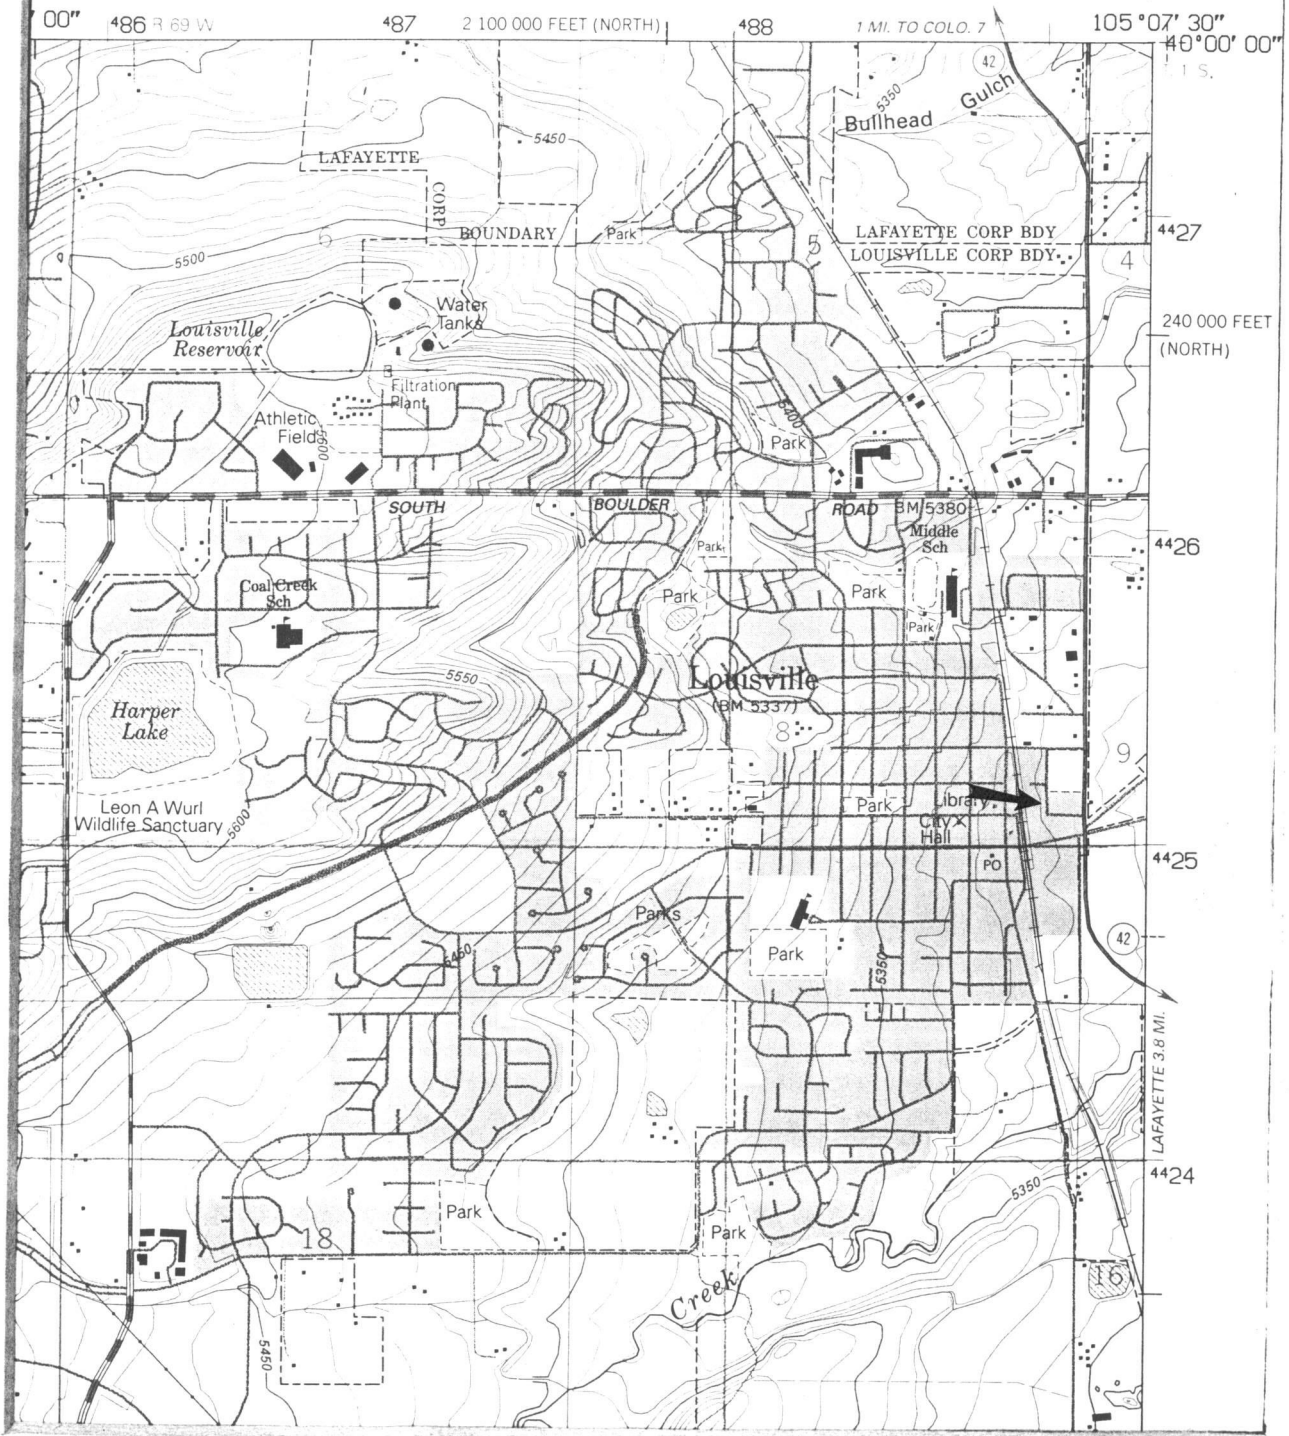 ' 00"
486 R 69 W
487
2 100 000 FEET (NORTH)
488
1 MI. TO COLO. 7
105°07' 30"
40°00' 00"
1 S.
42
5350
Bullhead Gulch
5450
LAFAYETTE
CORP
BOUNDARY
Park
6
5
LAFAYETTE CORP BDY
LOUISVILLE CORP BDY
4427
4
5500
Water
Tanks
Louisville
Reservoir
240 000 FEET
(NORTH)
Filtration
Plant
Athletic
Field
5600
5400
Park
SOUTH
BOULDER
ROAD
BM 5380
Middle
Sch
4426
Park
Coal Creek
Sch
Park
Park
Park
5550
Louisville
(BM 5337)
8
Harper
Lake
7
9
Leon A Wurl
Wildlife Sanctuary
5600
Park
Library
City
Hall
PO
4425
Parks
42
5450
Park
5350
LAFAYETTE 3.8 MI.
4424
5350
Park
Park
18
Creek
16
5450